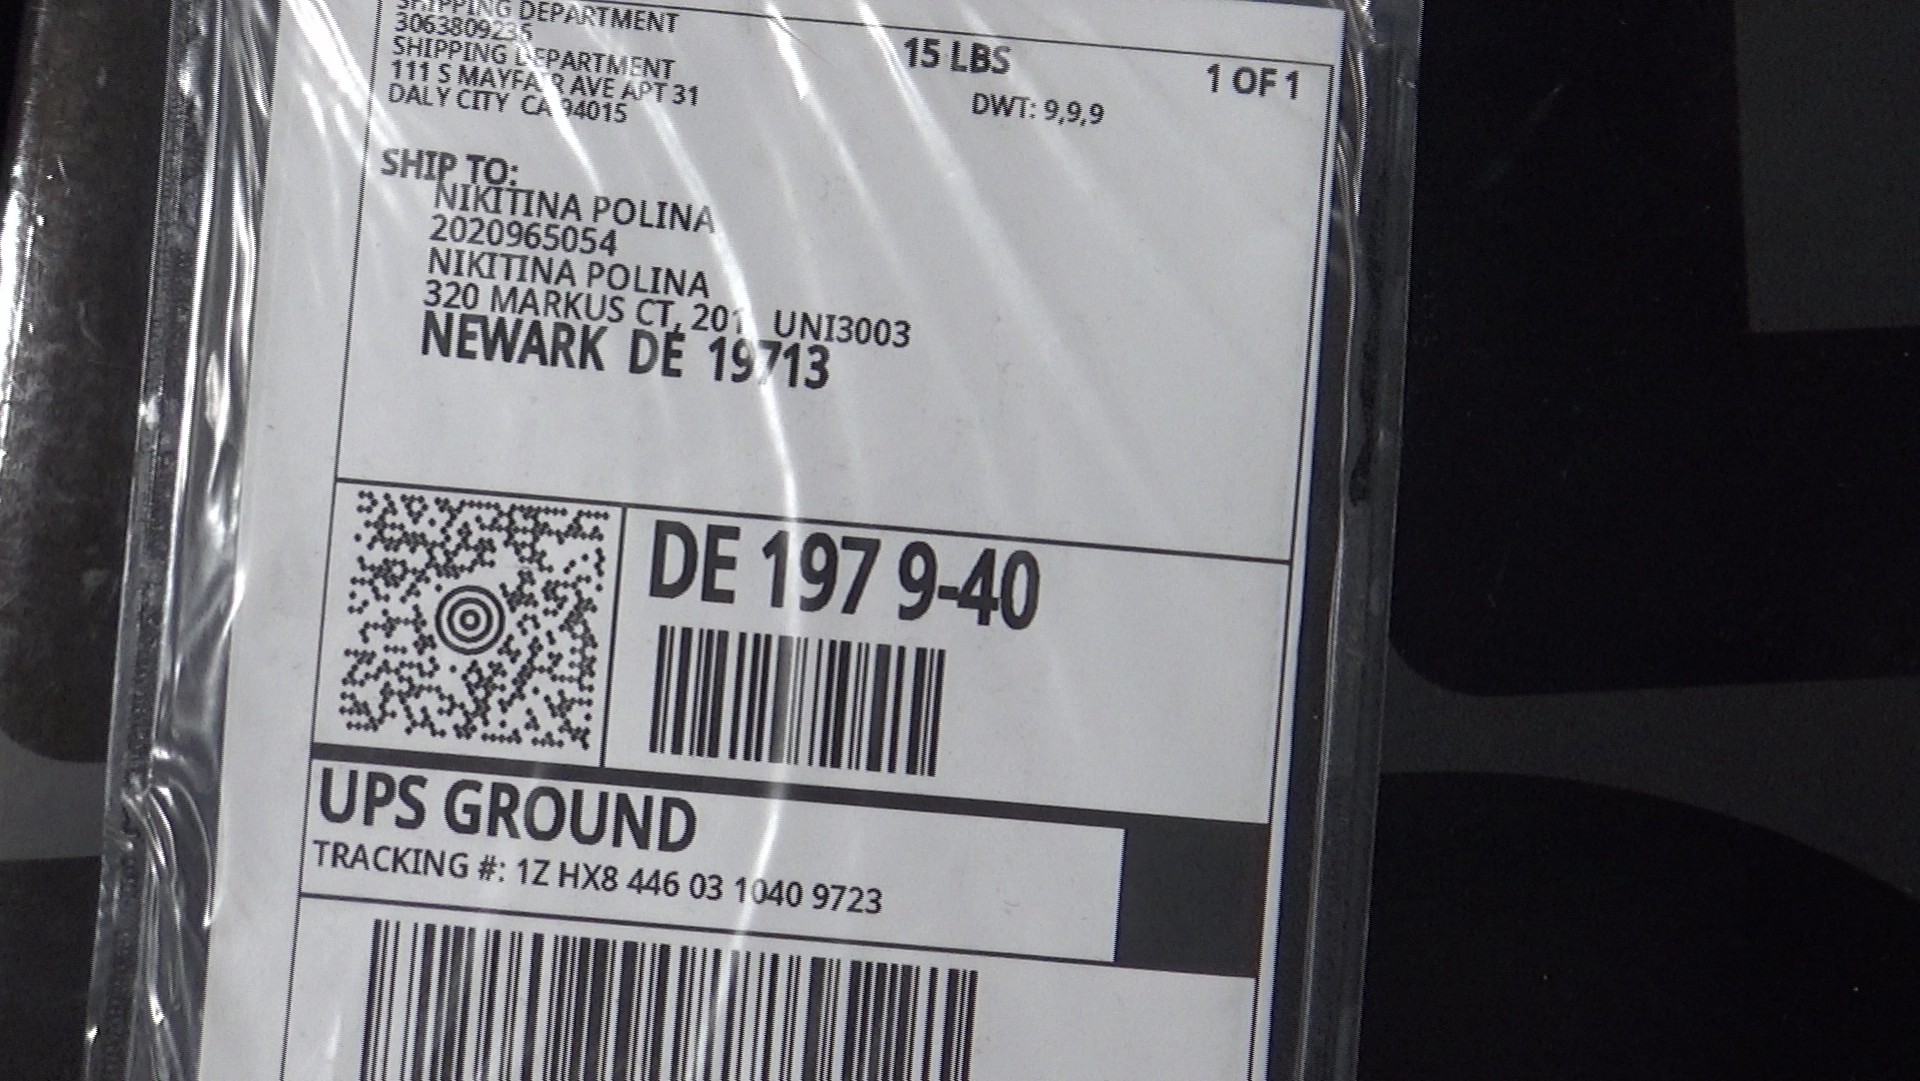 SHIPPING DEPARTMENT
3063809235
SHIPPING DEPARTMENT
111 S MAYFAIR AVE APT 31
DALY CITY CA 94015
15 LBS
1 OF 1
DWT: 9,9,9
SHIP TO:
NIKITINA POLINA
2020965054
NIKITINA POLINA
320 MARKUS CT, UNI3003
NEWARK DE 19713
DE 197 9-40
UPS GROUND
TRACKING #: 1Z HX8 446 03 1040 9723